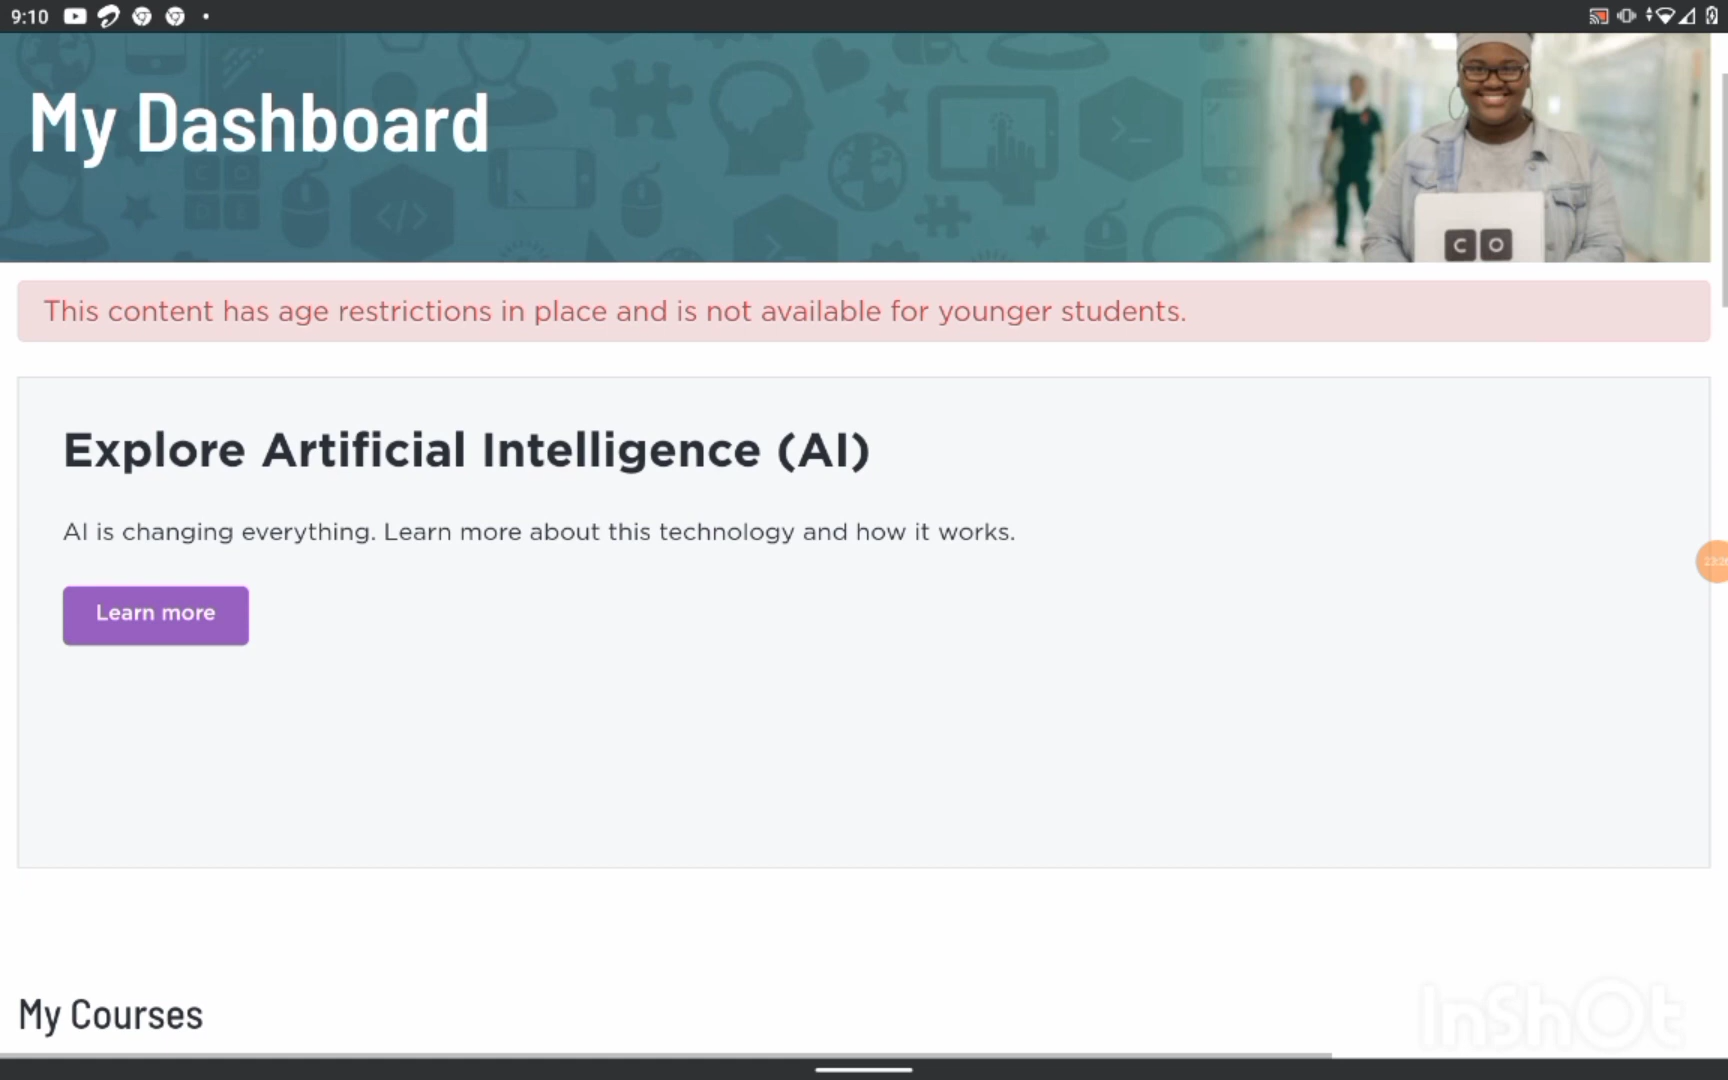 9:10
My Dashboard
C O
This content has age restrictions in place and is not available for younger students.
Explore Artificial Intelligence (AI)
AI is changing everything. Learn more about this technology and how it works.
Learn more
My Courses
InShOt